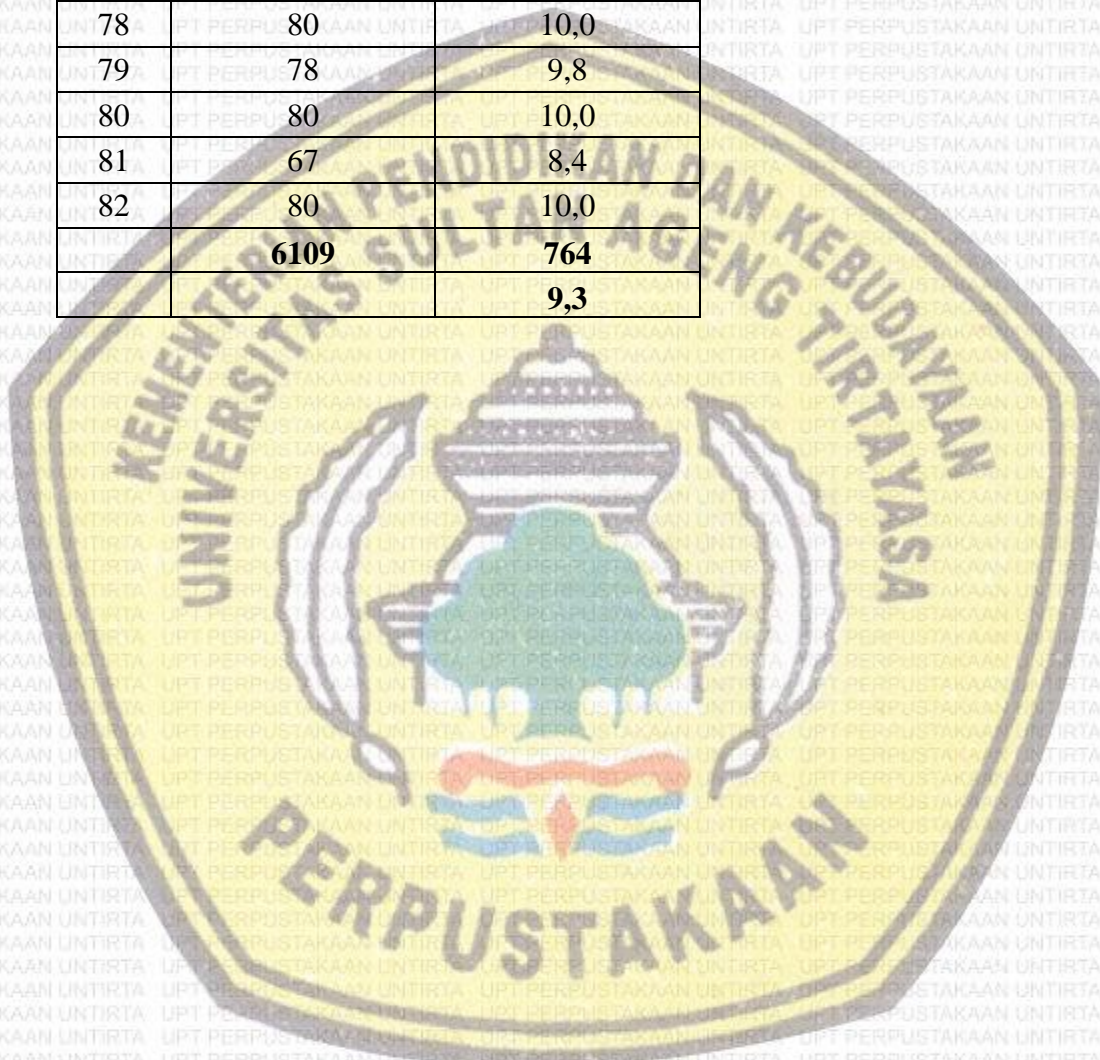 78 80 10,0
79 78 9,8
80 80 10,0
81 67 8,4
82 80 10,0
6109 764
9,3
KEMENTERIAN PENDIDIKAN DAN KEBUDAYAAN
UNIVERSITAS SULTAN AGENG TIRTAYASA
PERPUSTAKAAN
UPT PERPUSTAKAAN UNTIRTA